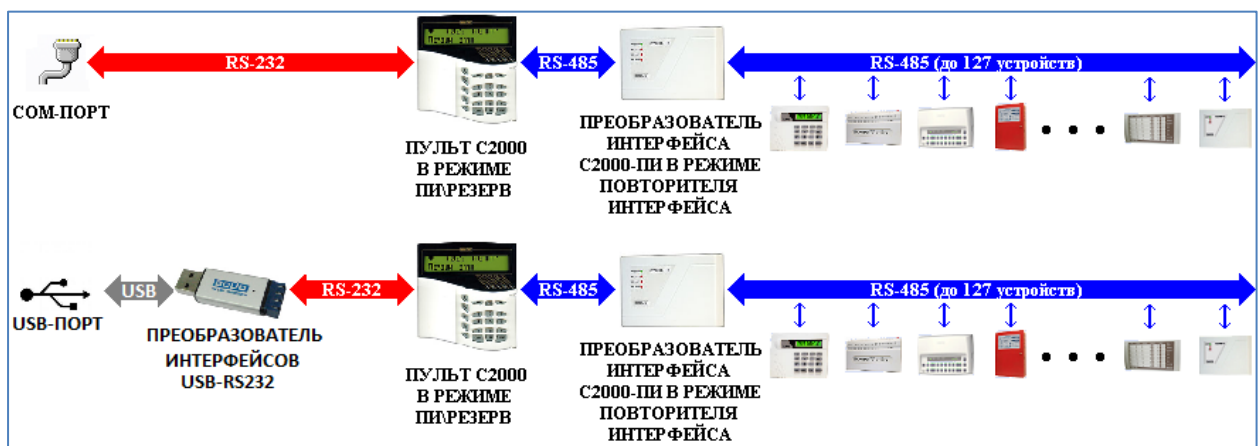 RS-232
RS-485
RS-485 (до 127 устройств)
COM-ПОРТ
ПУЛЬТ С2000
В РЕЖИМЕ
ПИ\РЕЗЕРВ
ПРЕОБРАЗОВАТЕЛЬ
ИНТЕРФЕЙСА
С2000-ПИ В РЕЖИМЕ
ПОВТОРИТЕЛЯ
ИНТЕРФЕЙСА
USB
RS-232
RS-485
RS-485 (до 127 устройств)
USB-ПОРТ
ПРЕОБРАЗОВАТЕЛЬ
ИНТЕРФЕЙСОВ
USB-RS232
ПУЛЬТ С2000
В РЕЖИМЕ
ПИ\РЕЗЕРВ
ПРЕОБРАЗОВАТЕЛЬ
ИНТЕРФЕЙСА
С2000-ПИ В РЕЖИМЕ
ПОВТОРИТЕЛЯ
ИНТЕРФЕЙСА